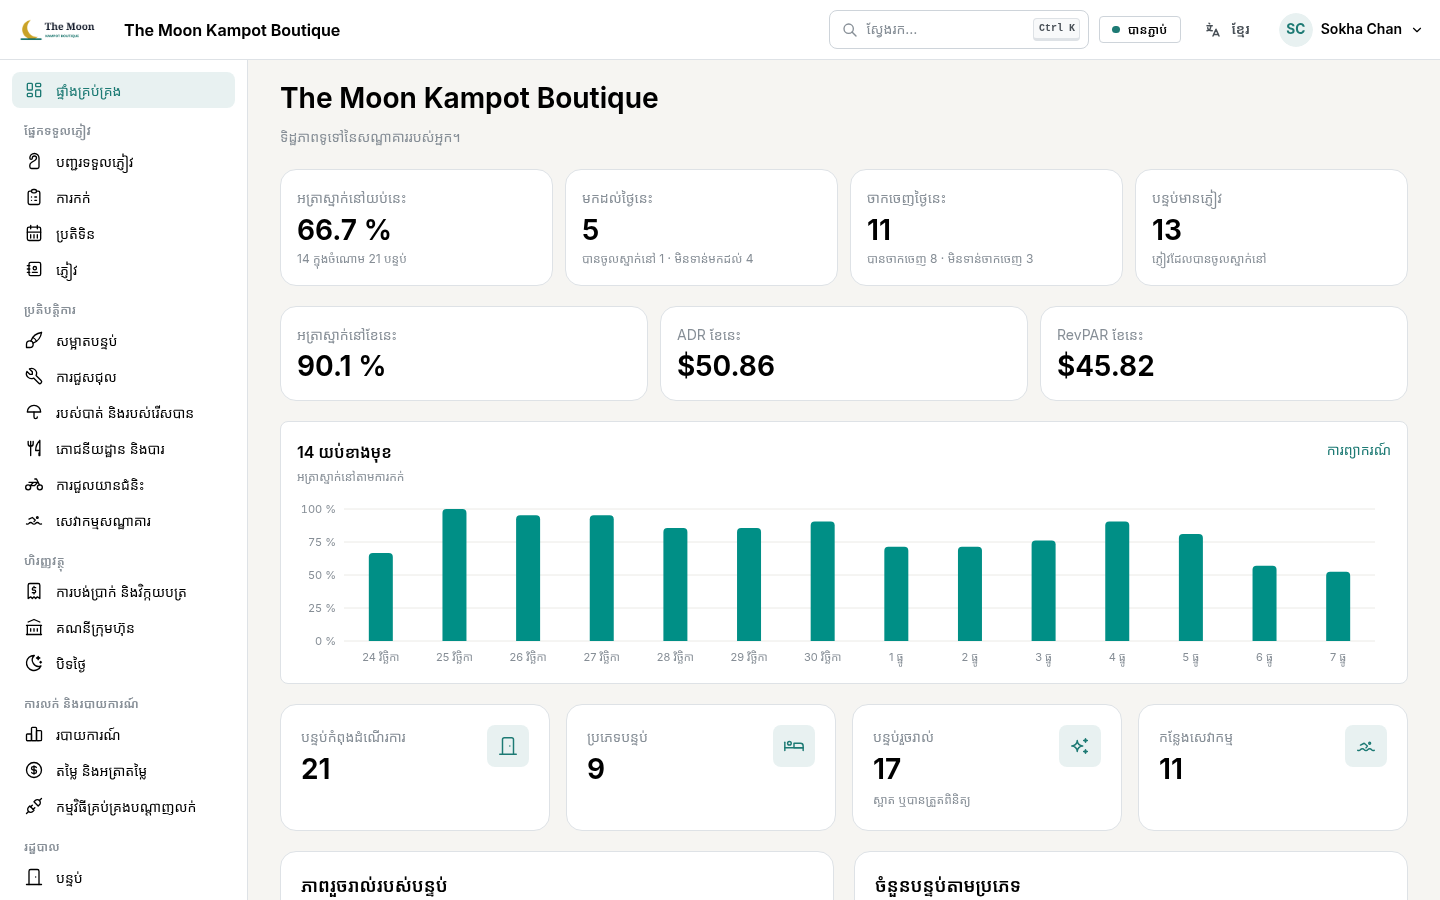 The Moon
KAMPOT BOUTIQUE
The Moon Kampot Boutique
ស្វែងរក...
Ctrl K
បានភ្ជាប់
ខ្មែរ
SC
Sokha Chan
ផ្ទាំងគ្រប់គ្រង
ផ្នែកទទួលភ្ញៀវ
បញ្ជរទទួលភ្ញៀវ
ការកក់
ប្រតិទិន
ភ្ញៀវ
ប្រតិបត្តិការ
សម្អាតបន្ទប់
ការជួសជុល
របស់បាត់ និងរបស់រើសបាន
ភោជនីយដ្ឋាន និងបារ
ការជួលយានជំនិះ
សេវាកម្មសណ្ឋាគារ
ហិរញ្ញវត្ថុ
ការបង់ប្រាក់ និងវិក្កយបត្រ
គណនីក្រុមហ៊ុន
បិទថ្ងៃ
ការលក់ និងរបាយការណ៍
របាយការណ៍
តម្លៃ និងអត្រាតម្លៃ
កម្មវិធីគ្រប់គ្រងបណ្តាញលក់
រដ្ឋបាល
បន្ទប់
The Moon Kampot Boutique
ទិដ្ឋភាពទូទៅនៃសណ្ឋាគាររបស់អ្នក។
អត្រាស្នាក់នៅយប់នេះ
66.7 %
14 ក្នុងចំណោម 21 បន្ទប់
មកដល់ថ្ងៃនេះ
5
បានចូលស្នាក់នៅ 1 · មិនទាន់មកដល់ 4
ចាកចេញថ្ងៃនេះ
11
បានចាកចេញ 8 · មិនទាន់ចាកចេញ 3
បន្ទប់មានភ្ញៀវ
13
ភ្ញៀវដែលបានចូលស្នាក់នៅ
អត្រាស្នាក់នៅខែនេះ
90.1 %
ADR ខែនេះ
$50.86
RevPAR ខែនេះ
$45.82
14 យប់ខាងមុខ
ការព្យាករណ៍
អត្រាស្នាក់នៅតាមការកក់
100 %
75 %
50 %
25 %
0 %
24 វិច្ឆិកា
25 វិច្ឆិកា
26 វិច្ឆិកា
27 វិច្ឆិកា
28 វិច្ឆិកា
29 វិច្ឆិកា
30 វិច្ឆិកា
1 ធ្នូ
2 ធ្នូ
3 ធ្នូ
4 ធ្នូ
5 ធ្នូ
6 ធ្នូ
7 ធ្នូ
បន្ទប់កំពុងដំណើរការ
21
ប្រភេទបន្ទប់
9
បន្ទប់រួចរាល់
17
ស្អាត ឬបានត្រួតពិនិត្យ
កន្លែងសេវាកម្ម
11
ភាពរួចរាល់របស់បន្ទប់
ចំនួនបន្ទប់តាមប្រភេទ